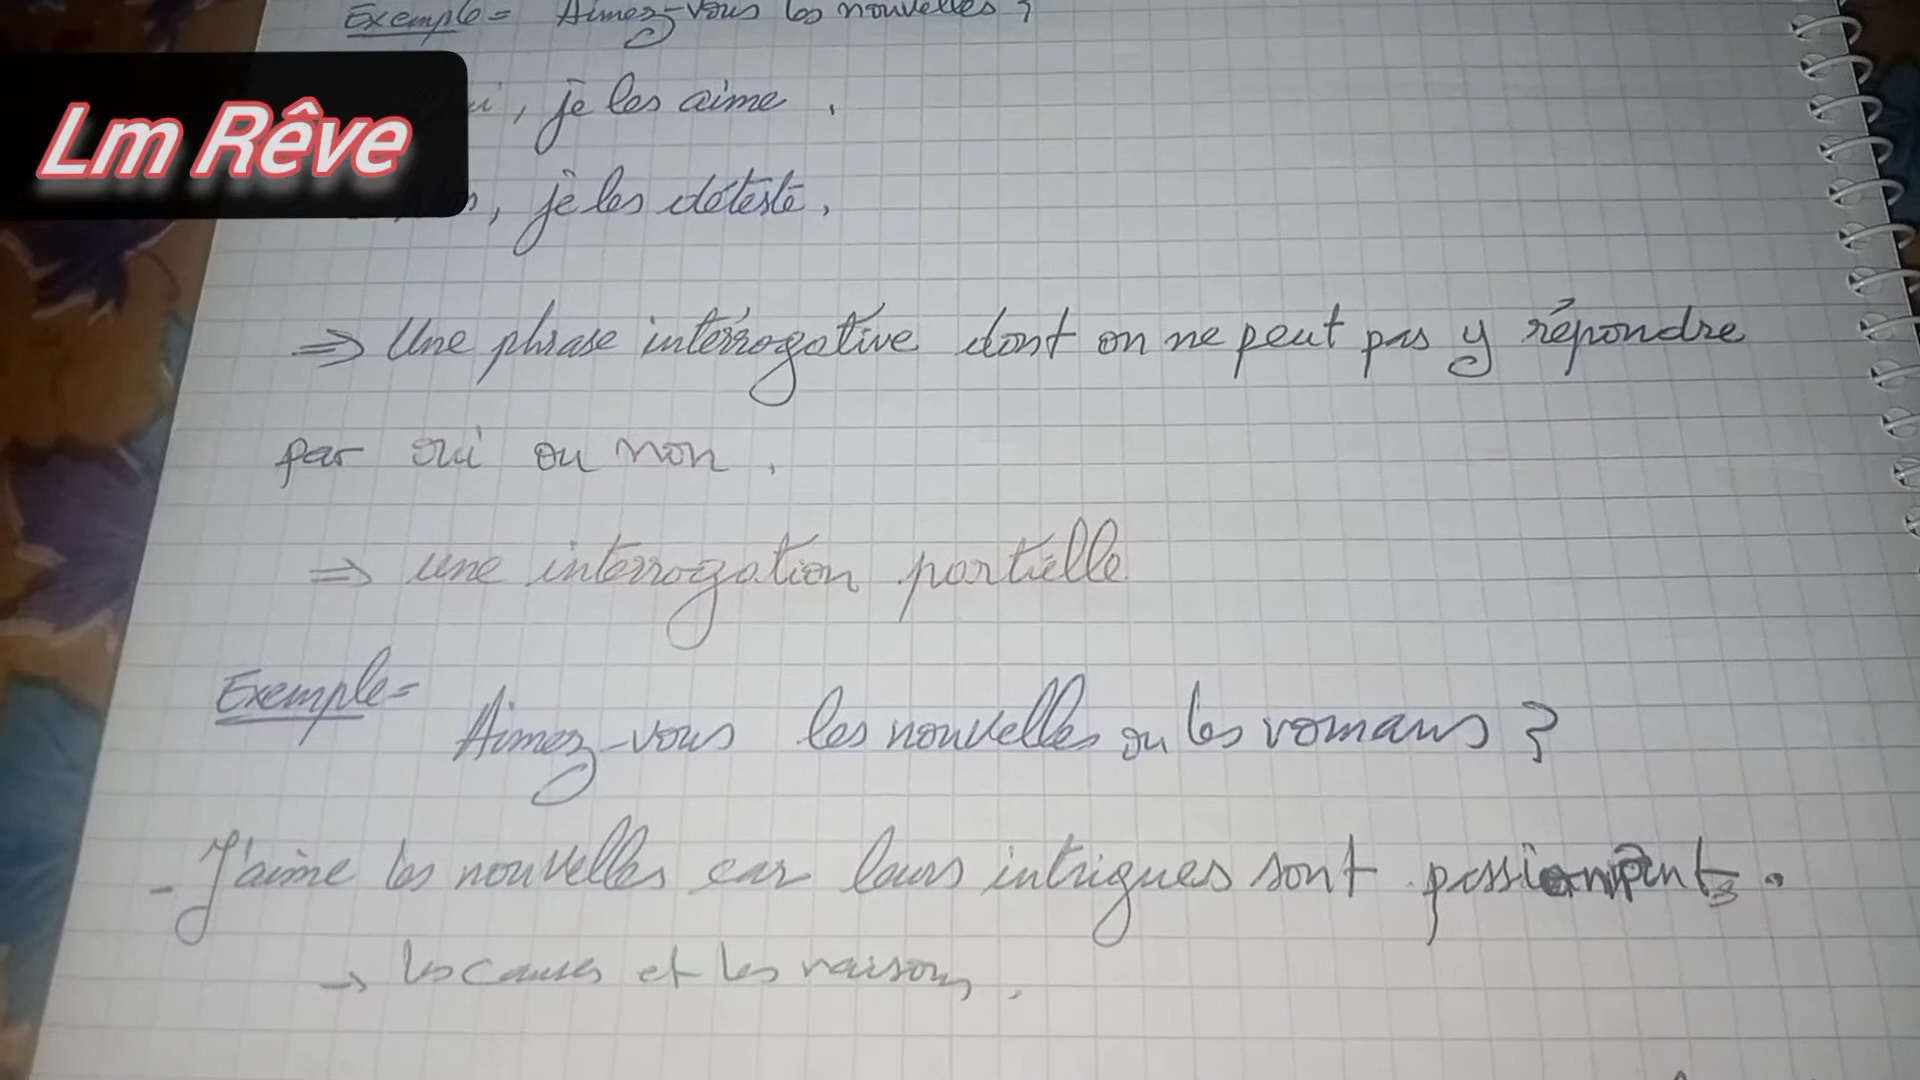 Exemple = Aimez-vous les nouvelles ?
Lm Rêve
, je les aime .
, je les déteste .
⇒ Une phrase interrogative dont on ne peut pas y répondre
par oui ou non .
⇒ une interrogation partielle
Exemple = Aimez-vous les nouvelles ou les romans ?
- J'aime les nouvelles car leurs intrigues sont .
→ les causes et les raisons .